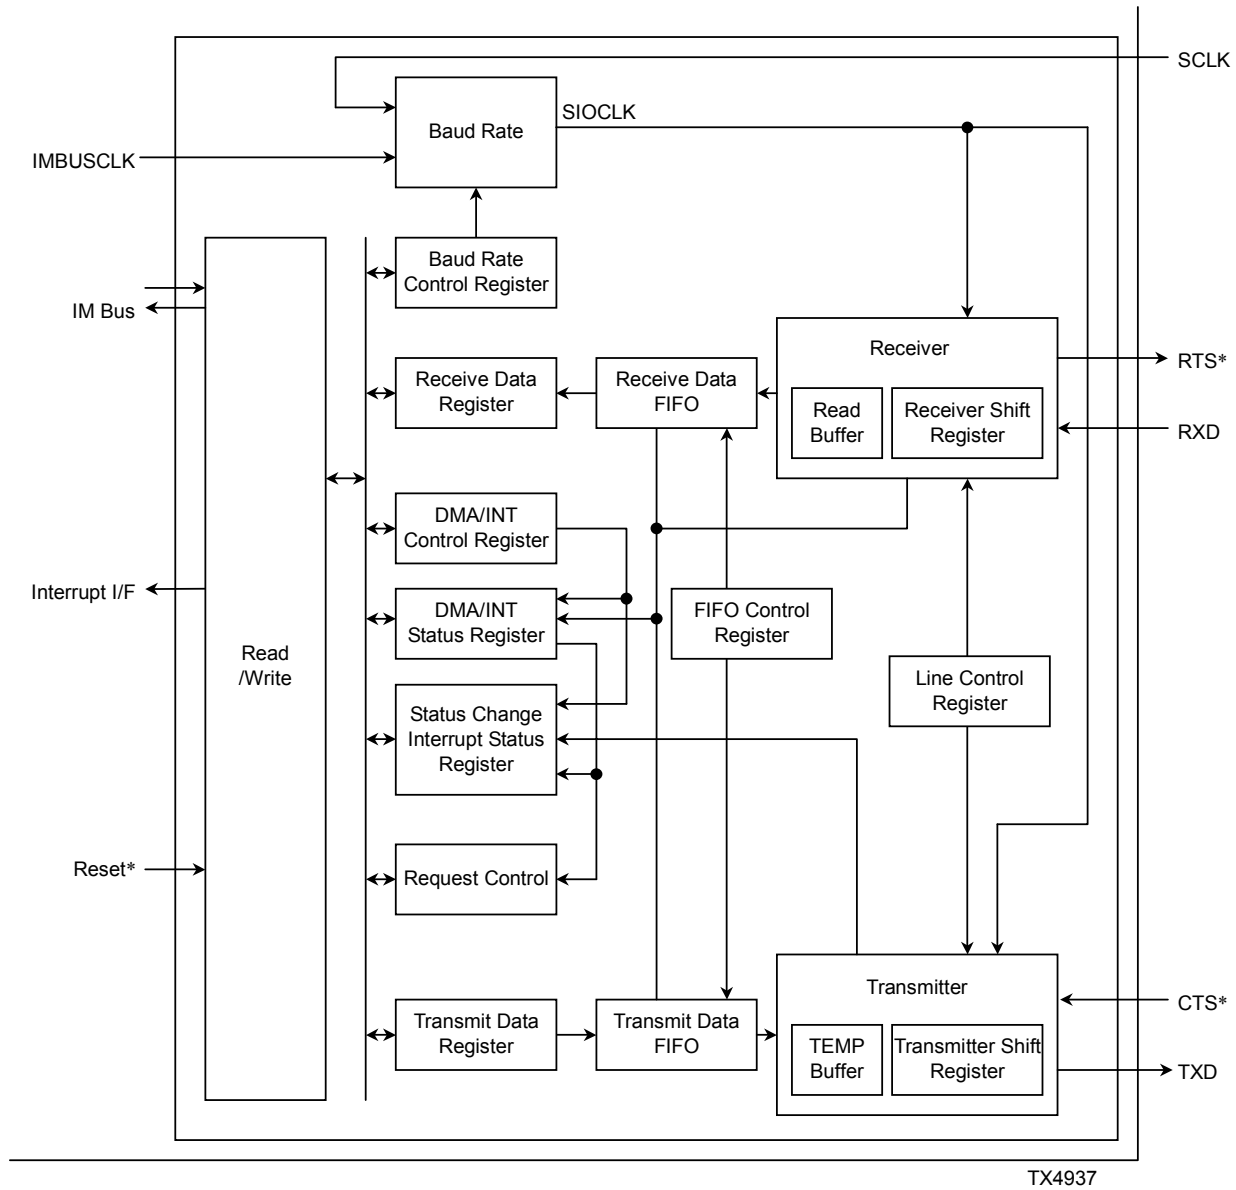 SCLK
SIOCLK
Baud Rate
IMBUSCLK
Baud Rate
Control Register
IM Bus
Receiver
RTS*
Receive Data
Register
Receive Data
FIFO
Read
Buffer
Receiver Shift
Register
RXD
DMA/INT
Control Register
Interrupt I/F
DMA/INT
Status Register
FIFO Control
Register
Read
/Write
Line Control
Register
Status Change
Interrupt Status
Register
Reset*
Request Control
Transmitter
CTS*
Transmit Data
Register
Transmit Data
FIFO
TEMP
Buffer
Transmitter Shift
Register
TXD
TX4937